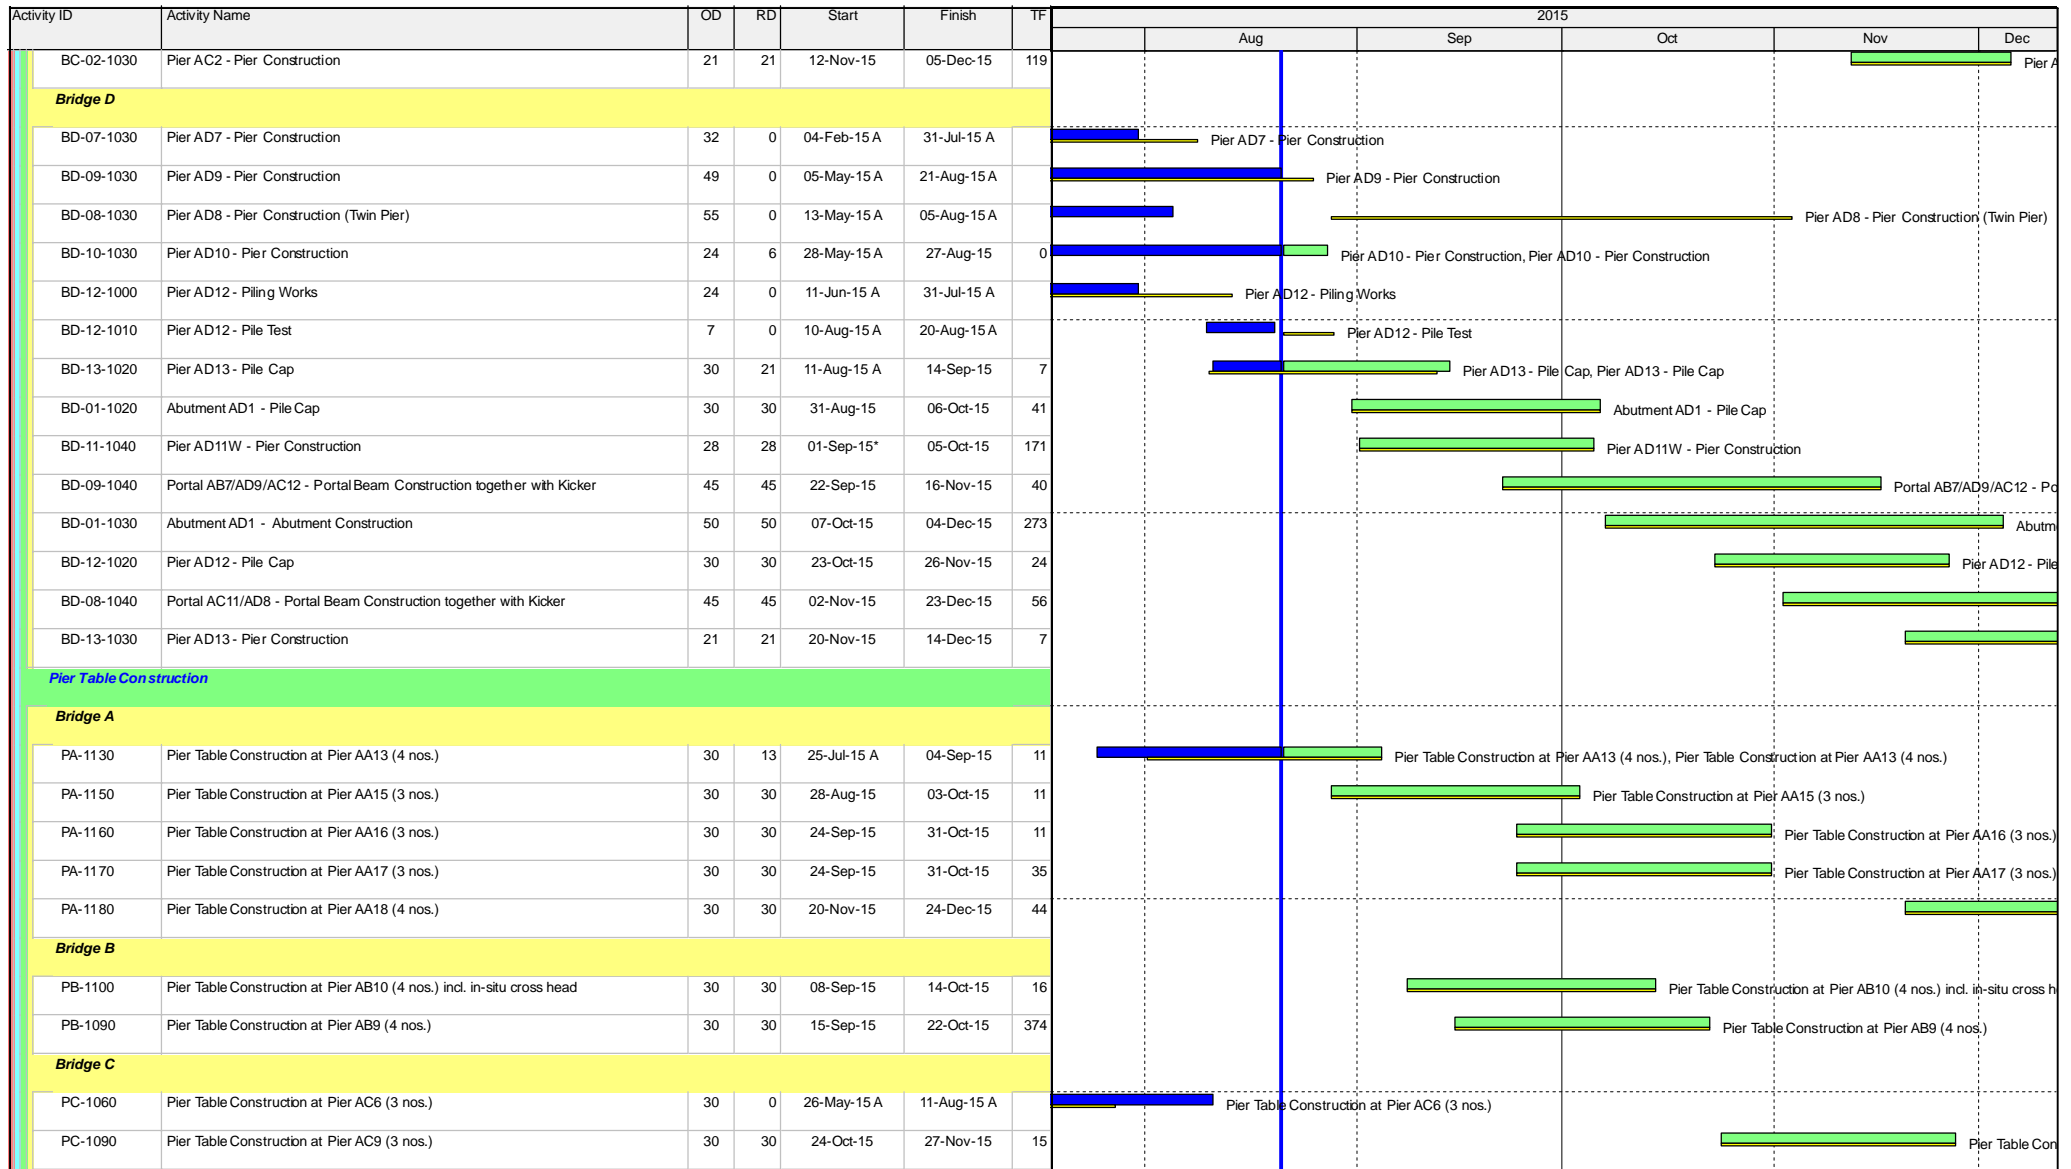 Activity ID Activity Name OD RD Start Finish TF 2015
Aug Sep Oct Nov Dec
BC-02-1030 Pier AC2 - Pier Construction 21 21 12-Nov-15 05-Dec-15 119 Pier A
Bridge D
BD-07-1030 Pier AD7 - Pier Construction 32 0 04-Feb-15 A 31-Jul-15 A Pier AD7 - Pier Construction
BD-09-1030 Pier AD9 - Pier Construction 49 0 05-May-15 A 21-Aug-15 A Pier AD9 - Pier Construction
BD-08-1030 Pier AD8 - Pier Construction (Twin Pier) 55 0 13-May-15 A 05-Aug-15 A Pier AD8 - Pier Construction (Twin Pier)
BD-10-1030 Pier AD10 - Pier Construction 24 6 28-May-15 A 27-Aug-15 0 Pier AD10 - Pier Construction, Pier AD10 - Pier Construction
BD-12-1000 Pier AD12 - Piling Works 24 0 11-Jun-15 A 31-Jul-15 A Pier AD12 - Piling Works
BD-12-1010 Pier AD12 - Pile Test 7 0 10-Aug-15 A 20-Aug-15 A Pier AD12 - Pile Test
BD-13-1020 Pier AD13 - Pile Cap 30 21 11-Aug-15 A 14-Sep-15 7 Pier AD13 - Pile Cap, Pier AD13 - Pile Cap
BD-01-1020 Abutment AD1 - Pile Cap 30 30 31-Aug-15 06-Oct-15 41 Abutment AD1 - Pile Cap
BD-11-1040 Pier AD11W - Pier Construction 28 28 01-Sep-15* 05-Oct-15 171 Pier AD11W - Pier Construction
BD-09-1040 Portal AB7/AD9/AC12 - Portal Beam Construction together with Kicker 45 45 22-Sep-15 16-Nov-15 40 Portal AB7/AD9/AC12 - Po
BD-01-1030 Abutment AD1 - Abutment Construction 50 50 07-Oct-15 04-Dec-15 273 Abutm
BD-12-1020 Pier AD12 - Pile Cap 30 30 23-Oct-15 26-Nov-15 24 Pier AD12 - Pile
BD-08-1040 Portal AC11/AD8 - Portal Beam Construction together with Kicker 45 45 02-Nov-15 23-Dec-15 56
BD-13-1030 Pier AD13 - Pier Construction 21 21 20-Nov-15 14-Dec-15 7
Pier Table Construction
Bridge A
PA-1130 Pier Table Construction at Pier AA13 (4 nos.) 30 13 25-Jul-15 A 04-Sep-15 11 Pier Table Construction at Pier AA13 (4 nos.), Pier Table Construction at Pier AA13 (4 nos.)
PA-1150 Pier Table Construction at Pier AA15 (3 nos.) 30 30 28-Aug-15 03-Oct-15 11 Pier Table Construction at Pier AA15 (3 nos.)
PA-1160 Pier Table Construction at Pier AA16 (3 nos.) 30 30 24-Sep-15 31-Oct-15 11 Pier Table Construction at Pier AA16 (3 nos.)
PA-1170 Pier Table Construction at Pier AA17 (3 nos.) 30 30 24-Sep-15 31-Oct-15 35 Pier Table Construction at Pier AA17 (3 nos.)
PA-1180 Pier Table Construction at Pier AA18 (4 nos.) 30 30 20-Nov-15 24-Dec-15 44
Bridge B
PB-1100 Pier Table Construction at Pier AB10 (4 nos.) incl. in-situ cross head 30 30 08-Sep-15 14-Oct-15 16 Pier Table Construction at Pier AB10 (4 nos.) incl. in-situ cross h
PB-1090 Pier Table Construction at Pier AB9 (4 nos.) 30 30 15-Sep-15 22-Oct-15 374 Pier Table Construction at Pier AB9 (4 nos.)
Bridge C
PC-1060 Pier Table Construction at Pier AC6 (3 nos.) 30 0 26-May-15 A 11-Aug-15 A Pier Table Construction at Pier AC6 (3 nos.)
PC-1090 Pier Table Construction at Pier AC9 (3 nos.) 30 30 24-Oct-15 27-Nov-15 15 Pier Table Con